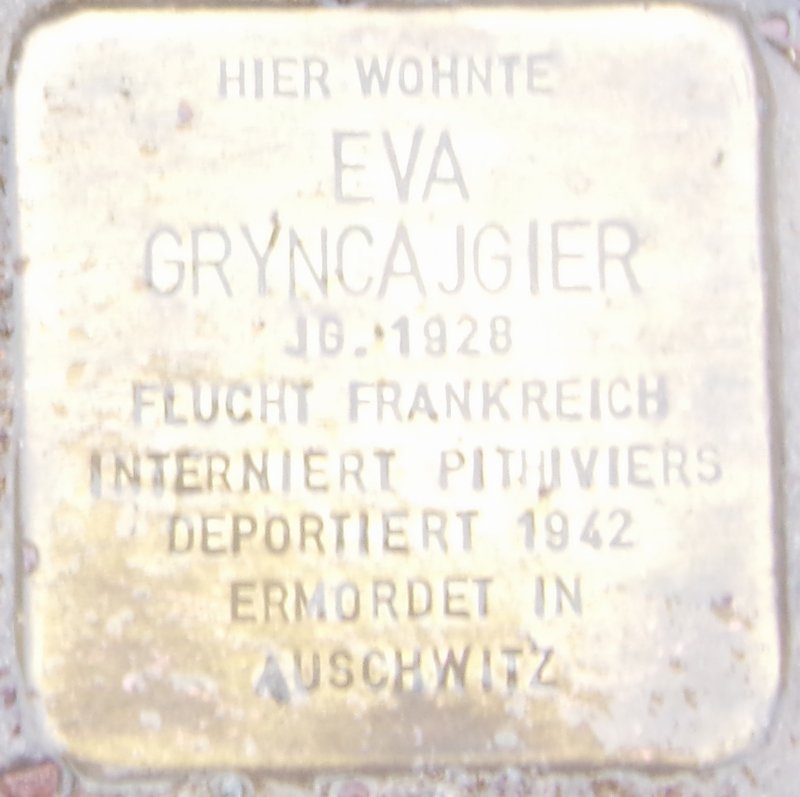 HIER WOHNTE
EVA
GRYNCAJGIER
JG. 1928
FLUCHT FRANKREICH
INTERNIERT PITHIVIERS
DEPORTIERT 1942
ERMORDET IN
AUSCHWITZ